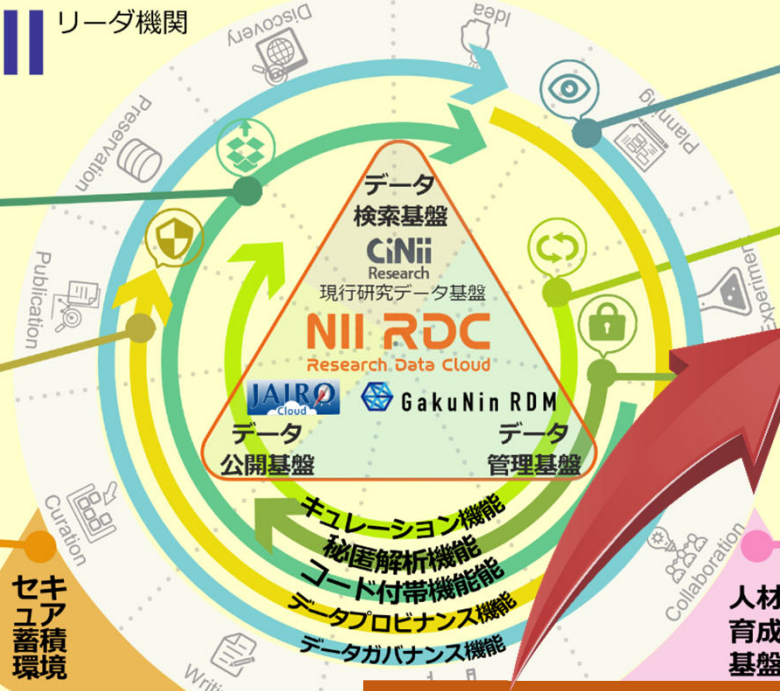 II リーダ機関
Discovery
Idea
Preservation
Planning
Publication
Experimen
データ
検索基盤
CiNii
Research
現行研究データ基盤
NII RDC
Research Data Cloud
JAIRO
Cloud
GakuNin RDM
データ
公開基盤
データ
管理基盤
キュレーション機能
秘匿解析機能
コード付帯機能能
データプロビナンス機能
データガバナンス機能
Curation
Collaboration
セキ
ュア
蓄積
環境
人材
育成
基盤
Writi